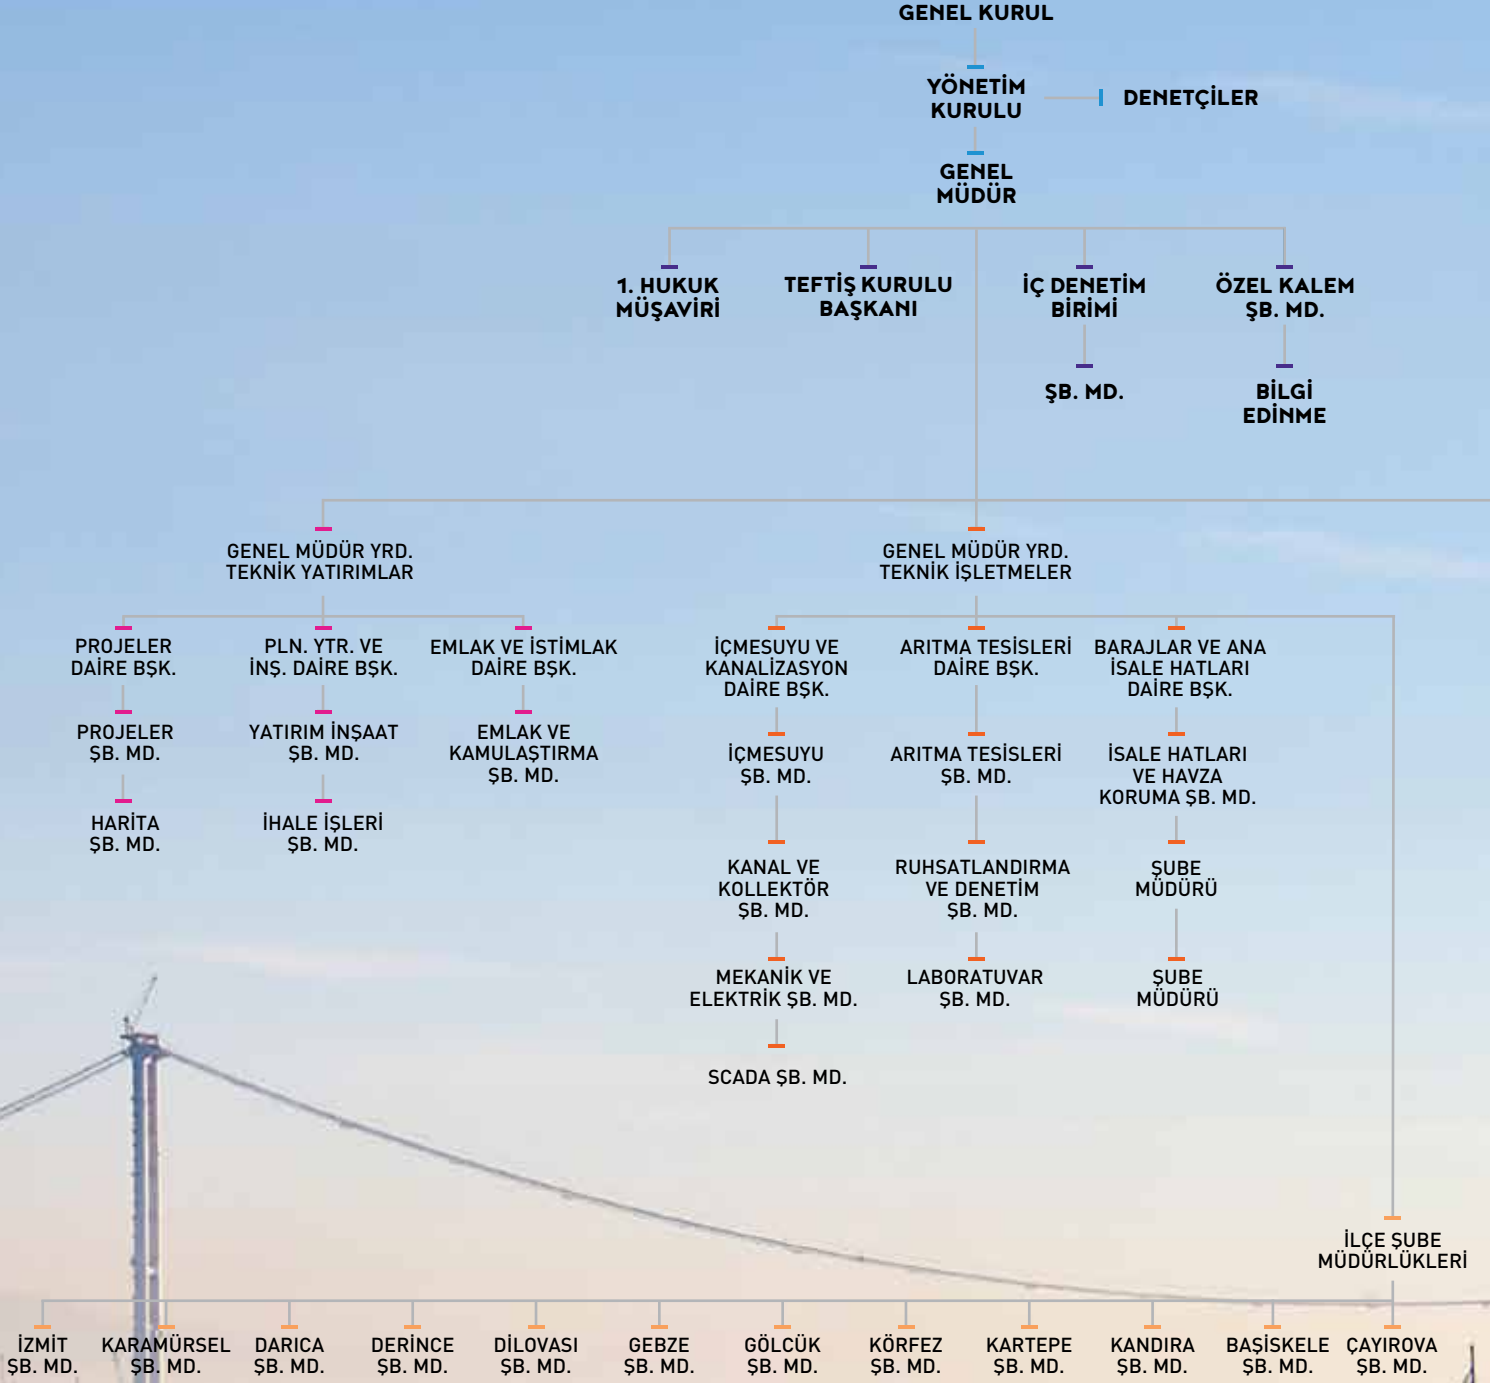 GENEL KURUL
YÖNETİM
KURULU
DENETÇİLER
GENEL
MÜDÜR
1. HUKUK
MÜŞAVİRİ
TEFTİŞ KURULU
BAŞKANI
İÇ DENETİM
BİRİMİ
ÖZEL KALEM
ŞB. MD.
ŞB. MD.
BİLGİ
EDİNME
GENEL MÜDÜR YRD.
TEKNİK YATIRIMLAR
GENEL MÜDÜR YRD.
TEKNİK İŞLETMELER
PROJELER
DAİRE BŞK.
PLN. YTR. VE
İNŞ. DAİRE BŞK.
EMLAK VE İSTİMLAK
DAİRE BŞK.
İÇMESUYU VE
KANALİZASYON
DAİRE BŞK.
ARITMA TESİSLERİ
DAİRE BŞK.
BARAJLAR VE ANA
İSALE HATLARI
DAİRE BŞK.
PROJELER
ŞB. MD.
YATIRIM İNŞAAT
ŞB. MD.
EMLAK VE
KAMULAŞTIRMA
ŞB. MD.
İÇMESUYU
ŞB. MD.
ARITMA TESİSLERİ
ŞB. MD.
İSALE HATLARI
VE HAVZA
KORUMA ŞB. MD.
HARİTA
ŞB. MD.
İHALE İŞLERİ
ŞB. MD.
KANAL VE
KOLLEKTÖR
ŞB. MD.
RUHSATLANDIRMA
VE DENETİM
ŞB. MD.
ŞUBE
MÜDÜRÜ
MEKANİK VE
ELEKTRİK ŞB. MD.
LABORATUVAR
ŞB. MD.
ŞUBE
MÜDÜRÜ
SCADA ŞB. MD.
İLÇE ŞUBE
MÜDÜRLÜKLERİ
İZMİT
ŞB. MD.
KARAMÜRSEL
ŞB. MD.
DARICA
ŞB. MD.
DERİNCE
ŞB. MD.
DİLOVASI
ŞB. MD.
GEBZE
ŞB. MD.
GÖLCÜK
ŞB. MD.
KÖRFEZ
ŞB. MD.
KARTEPE
ŞB. MD.
KANDIRA
ŞB. MD.
BAŞİSKELE
ŞB. MD.
ÇAYIROVA
ŞB. MD.